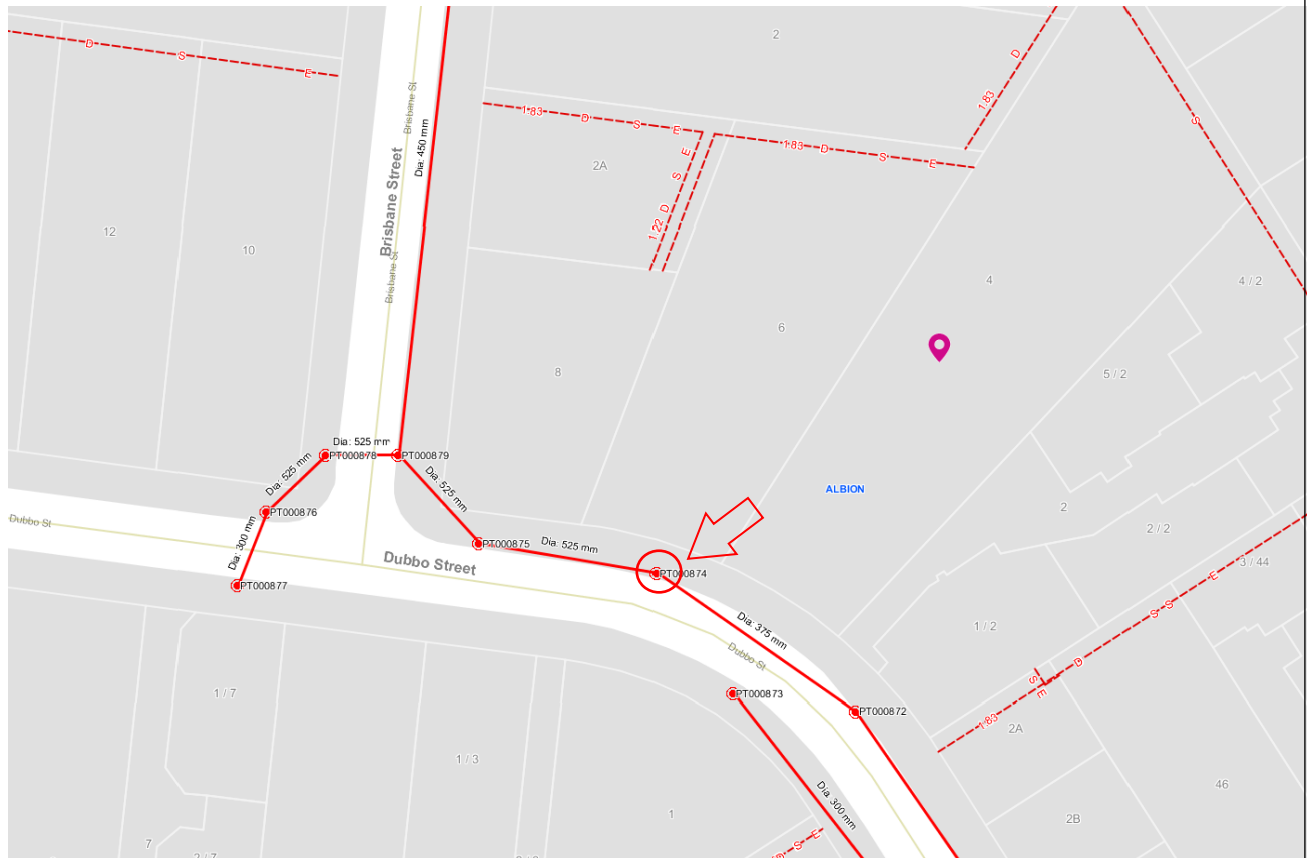 2
D S E
Brisbane St
Dia: 450 mm
1.83 D S E
1.83 D
S
1.83 D S E
2A
1.22 D S E
Brisbane Street
12
10
Brisbane St
4
4 / 2
6
8
5 / 2
Dia: 525 mm
PT000878
PT000879
Dia: 525 mm
Dia: 525 mm
ALBION
2
2 / 2
PT000876
Dubbo St
Dia: 300 mm
PT000875
Dia: 525 mm
Dubbo Street
PT000874
3 / 44
PT000877
1.83 D S S E
S E
Dia: 375 mm
1 / 2
Dubbo St
1 / 7
PT000873
PT000872
2A
1 / 3
46
Dia: 300 mm
1
2B
7
D S E
2 / 7